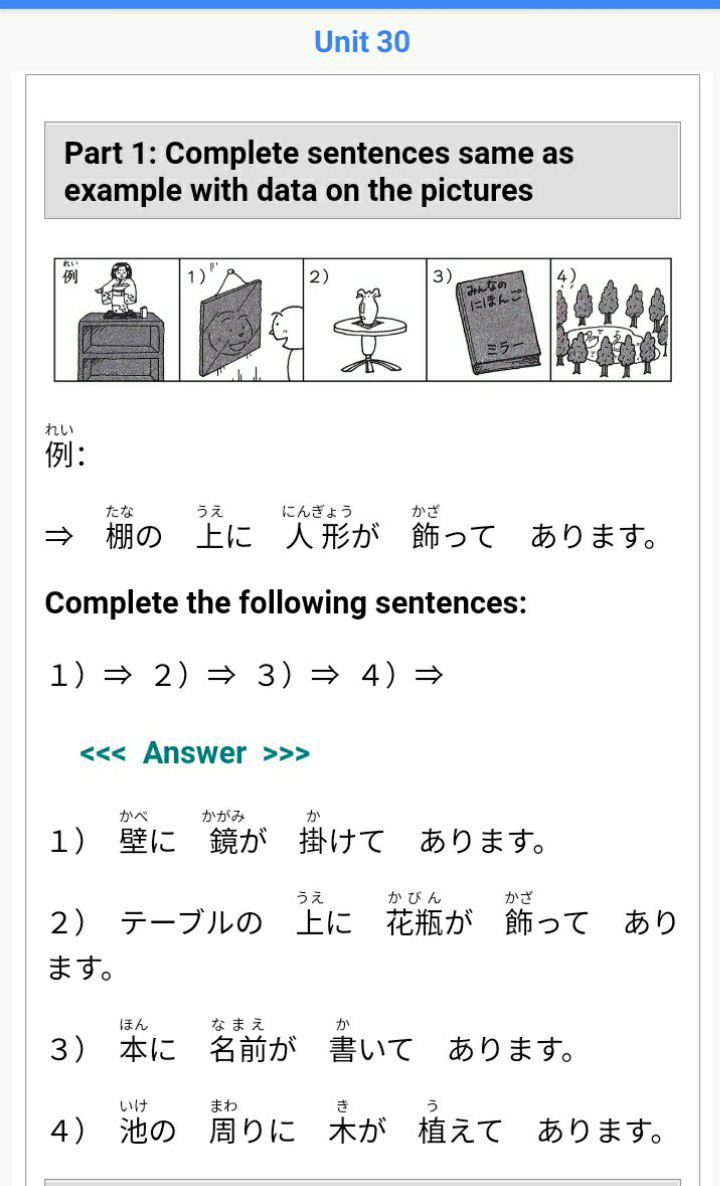 Unit 30
Part 1: Complete sentences same as
example with data on the pictures
れい
例
1)
2)
3)
みんなの
にほんご
ミラー
4)
れい
例：
たな うえ にんぎょう かざ
⇒ 棚の 上に 人形が 飾って あります。
Complete the following sentences:
１）⇒ ２）⇒ ３）⇒ ４）⇒
<<< Answer >>>
かべ かがみ か
１） 壁に 鏡が 掛けて あります。
うえ かびん かざ
２） テーブルの 上に 花瓶が 飾って あり
ます。
ほん なまえ か
３） 本に 名前が 書いて あります。
いけ まわ き う
４） 池の 周りに 木が 植えて あります。